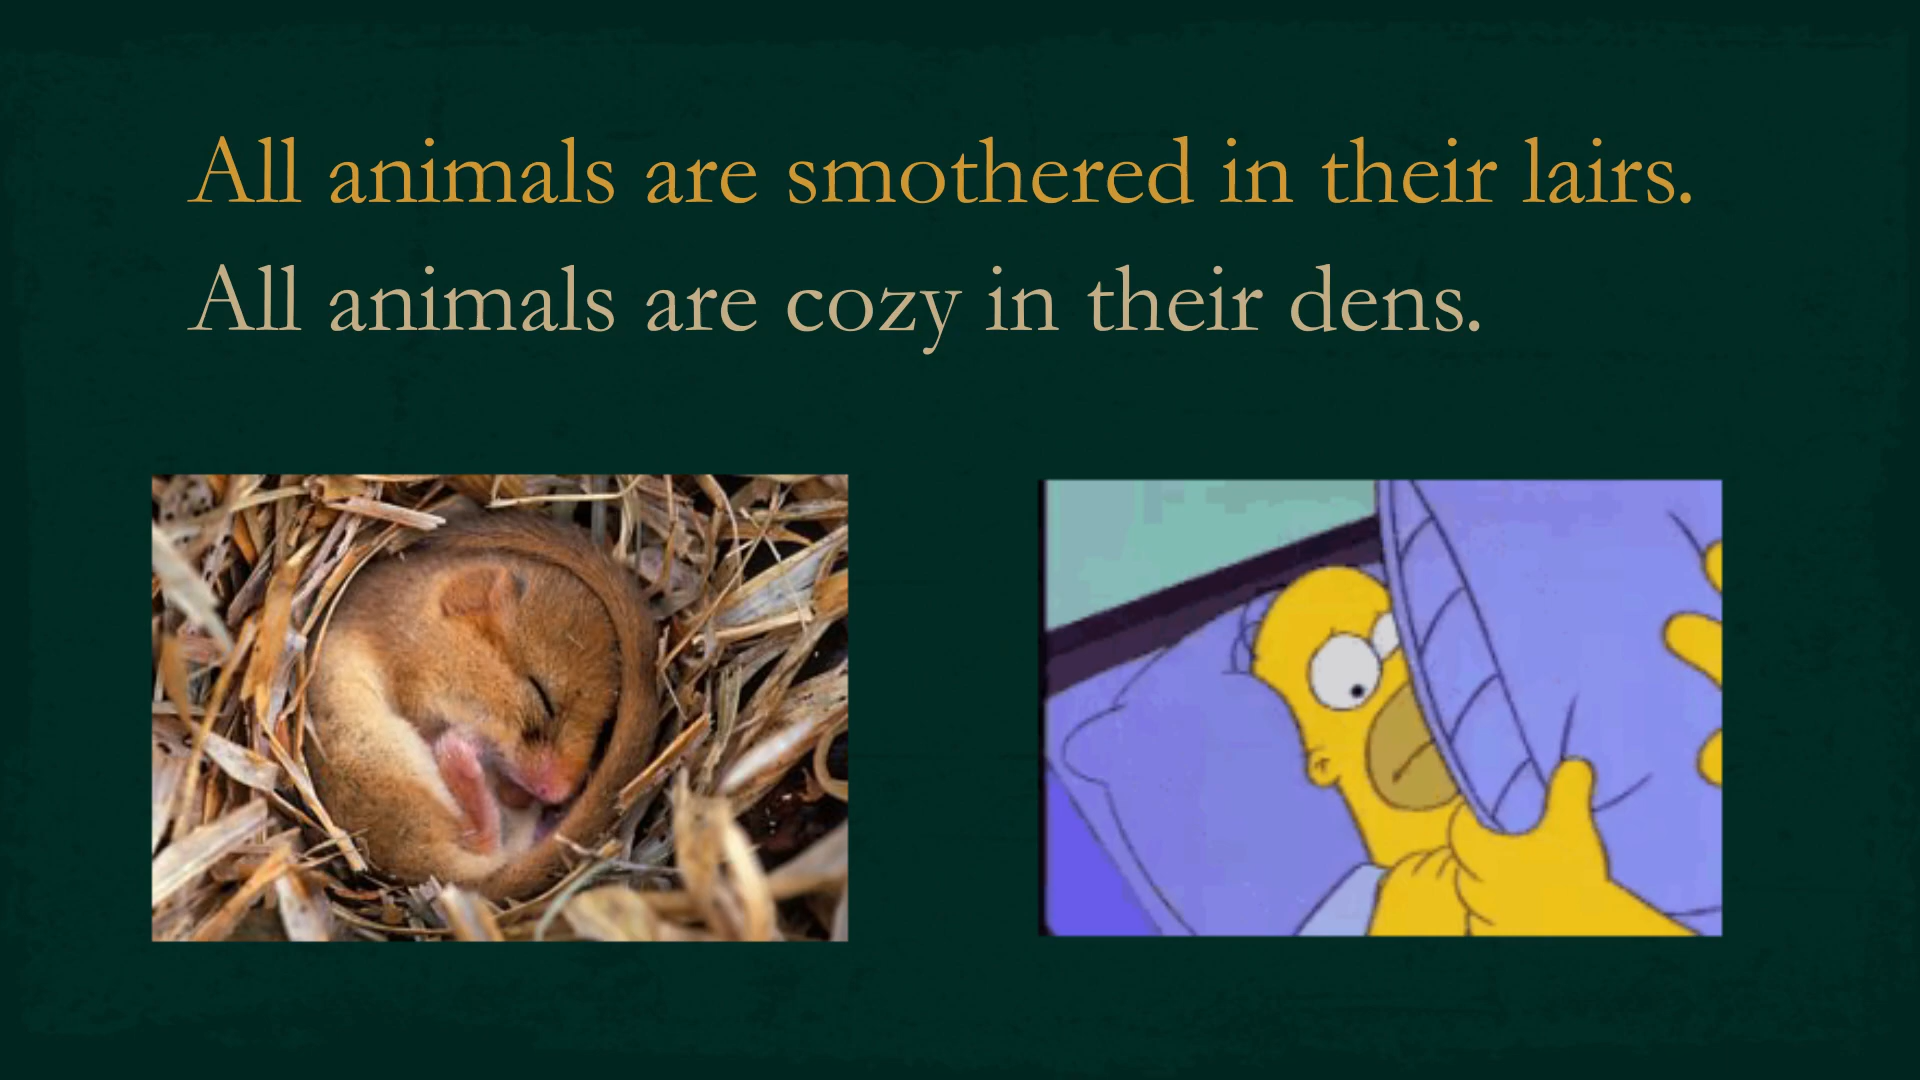 All animals are smothered in their lairs.
All animals are cozy in their dens.